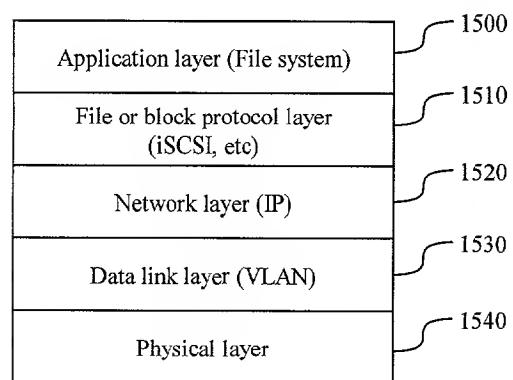 1500
Application layer (File system)
1510
File or block protocol layer
(iSCSI, etc)
1520
Network layer (IP)
1530
Data link layer (VLAN)
1540
Physical layer